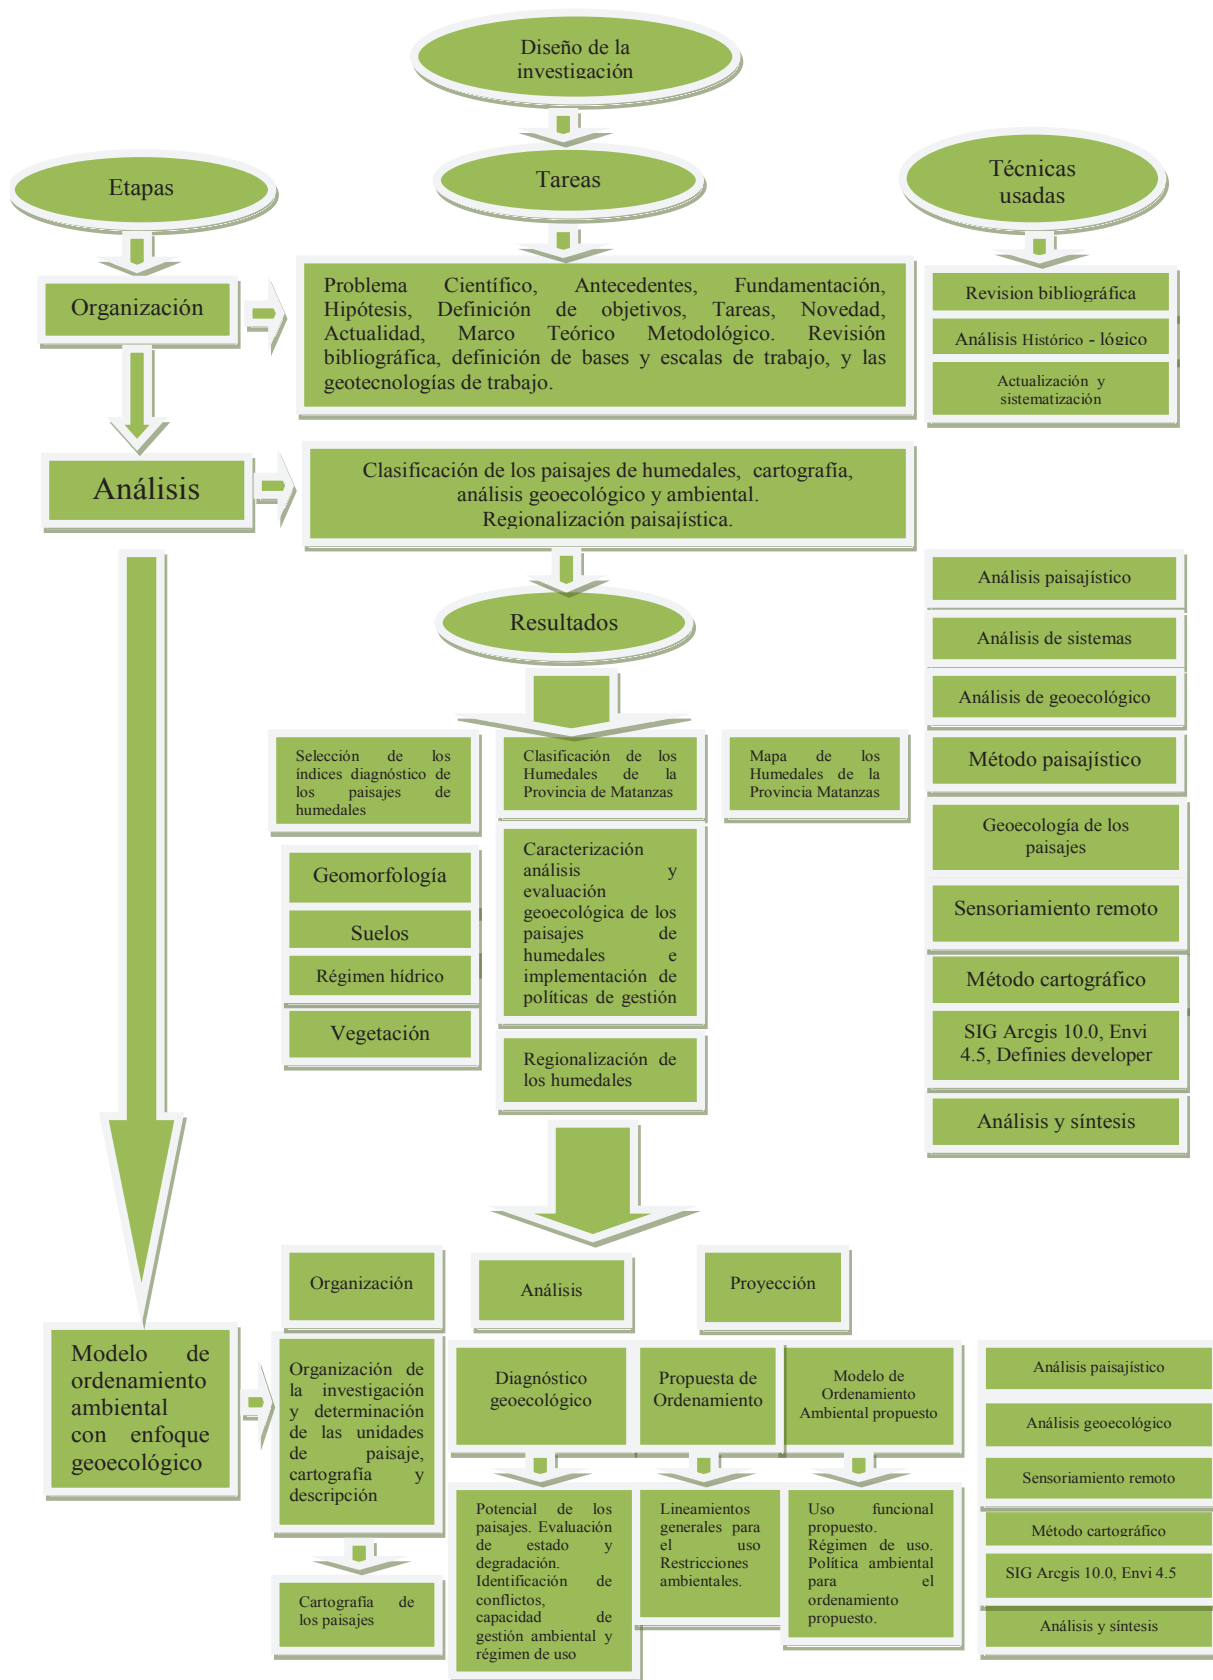 Diseño de la
investigación
Etapas
Tareas
Técnicas
usadas
Organización
Problema Científico, Antecedentes, Fundamentación,
Hipótesis, Definición de objetivos, Tareas, Novedad,
Actualidad, Marco Teórico Metodológico. Revisión
bibliográfica, definición de bases y escalas de trabajo, y las
geotecnologías de trabajo.
Revision bibliográfica
Análisis Histórico - lógico
Actualización y
sistematización
Análisis
Clasificación de los paisajes de humedales, cartografía,
análisis geoecológico y ambiental.
Regionalización paisajística.
Resultados
Análisis paisajístico
Análisis de sistemas
Análisis de geoecológico
Método paisajístico
Geoecología de los
paisajes
Sensoriamiento remoto
Método cartográfico
SIG Arcgis 10.0, Envi
4.5, Definies developer
Análisis y síntesis
Selección de los
índices diagnóstico de
los paisajes de
humedales
Clasificación de los
Humedales de la
Provincia de Matanzas
Mapa de los
Humedales de la
Provincia Matanzas
Geomorfología
Suelos
Régimen hídrico
Vegetación
Caracterización
análisis y
evaluación
geoecológica de los
paisajes de
humedales e
implementación de
políticas de gestión
Regionalización de
los humedales
Organización
Análisis
Proyección
Modelo de
ordenamiento
ambiental
con enfoque
geoecológico
Organización de
la investigación
y determinación
de las unidades
de paisaje,
cartografía y
descripción
Diagnóstico
geoecológico
Propuesta de
Ordenamiento
Modelo de
Ordenamiento
Ambiental propuesto
Cartografía de
los paisajes
Potencial de los
paisajes. Evaluación
de estado y
degradación.
Identificación de
conflictos,
capacidad de
gestión ambiental y
régimen de uso
Lineamientos
generales para
el uso
Restricciones
ambientales.
Uso funcional
propuesto.
Régimen de uso.
Política ambiental
para el
ordenamiento
propuesto.
Análisis paisajístico
Análisis geoecológico
Sensoriamiento remoto
Método cartográfico
SIG Arcgis 10.0, Envi 4.5
Análisis y síntesis